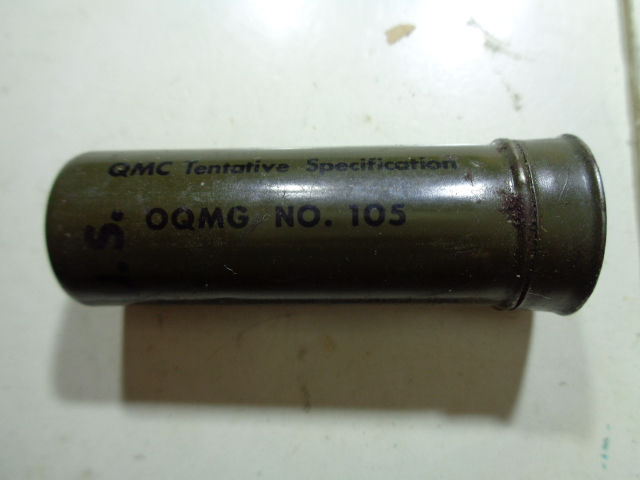 QMC Tentative Specification
OQMG NO. 105
.S.